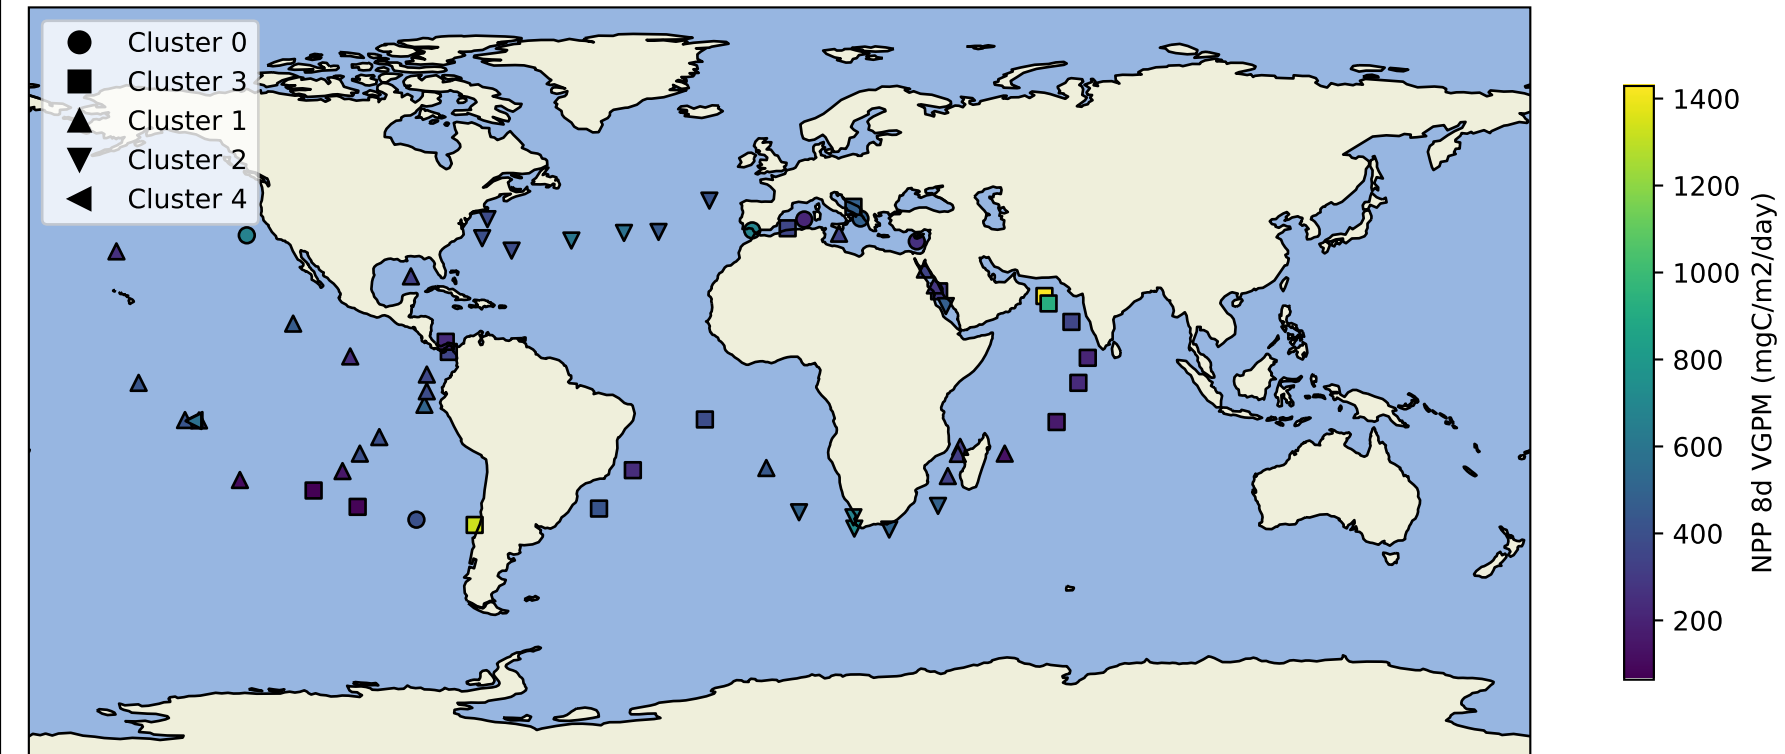 Cluster 0
Cluster 3
Cluster 1
Cluster 2
Cluster 4
1400
1200
1000
800
600
400
200
NPP 8d VGPM (mgC/m2/day)